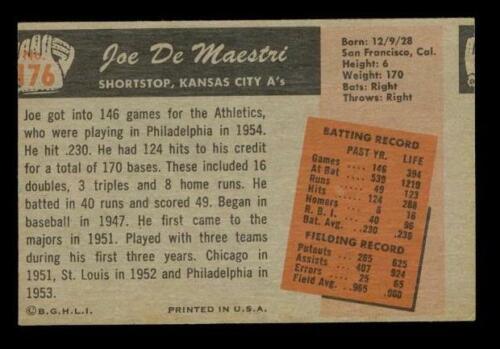 No.
176
Joe De Maestri
SHORTSTOP, KANSAS CITY A's
Born: 12/9/28
San Francisco, Cal.
Height: 6
Weight: 170
Bats: Right
Throws: Right
Joe got into 146 games for the Athletics,
who were playing in Philadelphia in 1954.
He hit .230. He had 124 hits to his credit
for a total of 170 bases. These included 16
doubles, 3 triples and 8 home runs. He
batted in 40 runs and scored 49. Began in
baseball in 1947. He first came to the
majors in 1951. Played with three teams
during his first three years. Chicago in
1951, St. Louis in 1952 and Philadelphia in
1953.
©B.G.H.L.I. PRINTED IN U.S.A.
BATTING RECORD
PAST YR. LIFE
Games .... 146 394
At Bat .... 539 1219
Runs .... 49 123
Hits .... 124 288
Homers .... 8 16
R. B. I. .... 40 96
Bat. Avg. .... .230 .236
FIELDING RECORD
Putouts .... 285 625
Assists .... 407 924
Errors .... 25 65
Field Avg. .... .965 .960